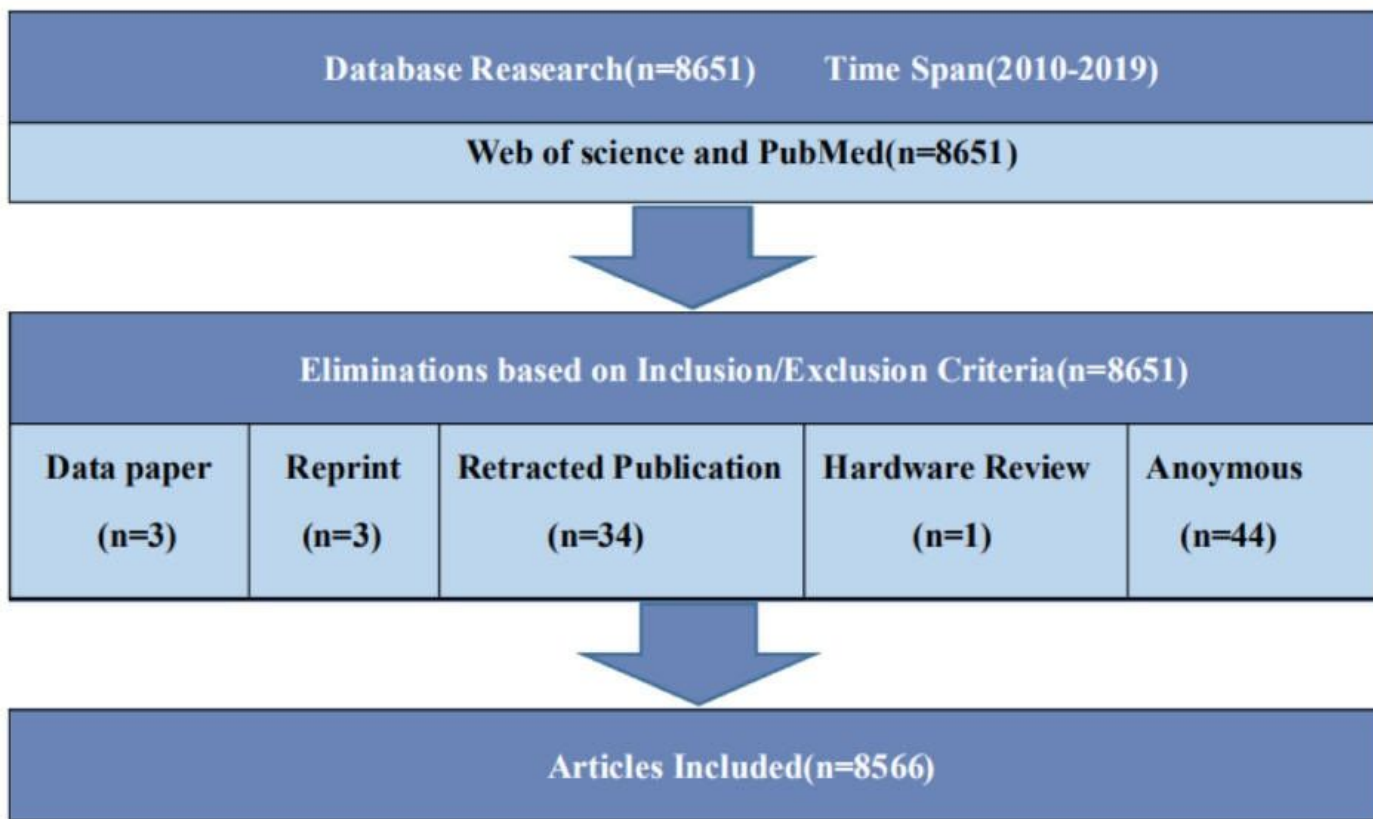 Database Reasearch(n=8651) Time Span(2010-2019)
Web of science and PubMed(n=8651)
Eliminations based on Inclusion/Exclusion Criteria(n=8651)
Data paper Reprint Retracted Publication Hardware Review Anoymous
(n=3) (n=3) (n=34) (n=1) (n=44)
Articles Included(n=8566)